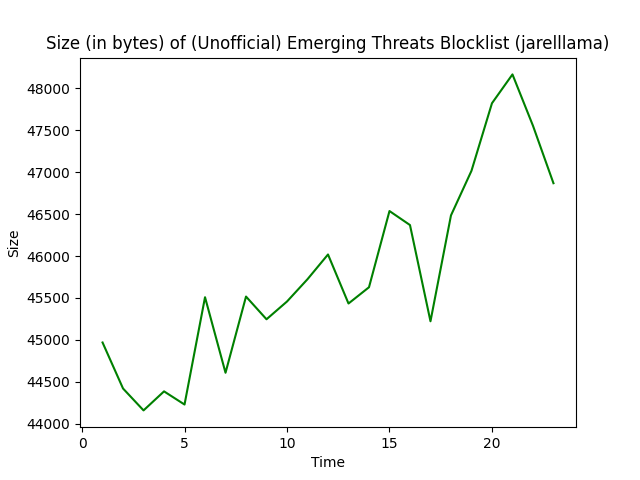 Size (in bytes) of (Unofficial) Emerging Threats Blocklist (jarelllama)
48000
47500
47000
46500
46000
45500
45000
44500
44000
Size
0 5 10 15 20
Time